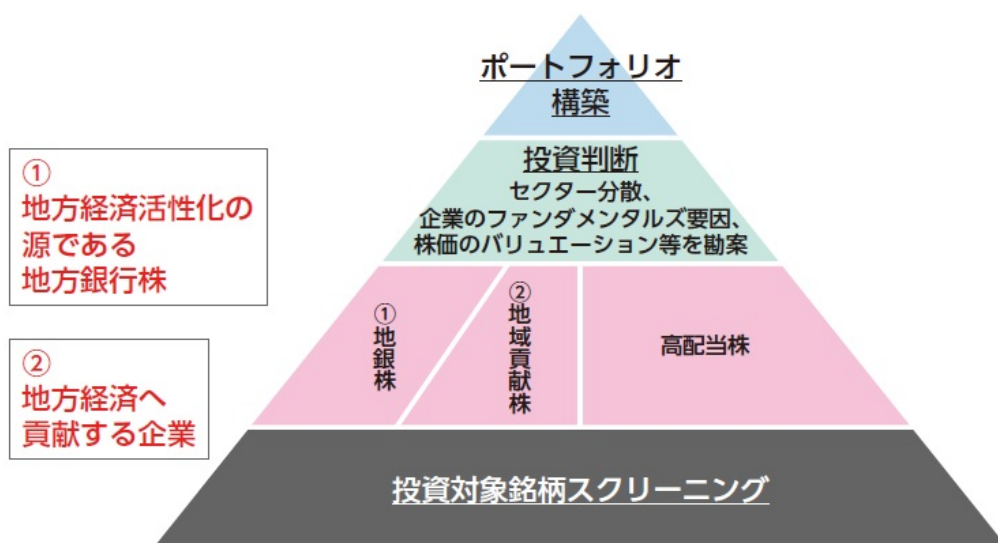 ポートフォリオ
構築
投資判断
セクター分散、
企業のファンダメンタルズ要因、
株価のバリュエーション等を勘案
①
地方経済活性化の
源である
地方銀行株
②
地方経済へ
貢献する企業
①地銀株
②地域貢献株
高配当株
投資対象銘柄スクリーニング